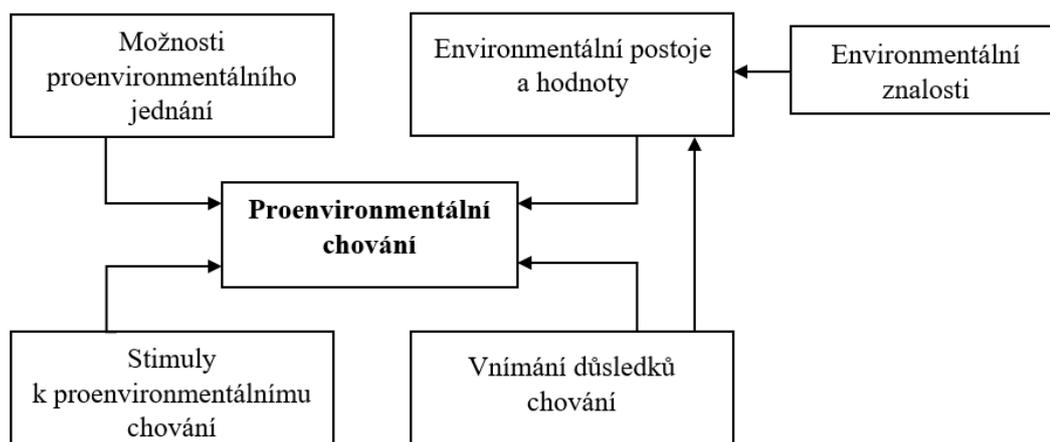 Možnosti
proenvironmentálního
jednání
Environmentální postoje
a hodnoty
Environmentální
znalosti
Proenvironmentální
chování
Stimuly
k proenvironmentálnímu
chování
Vnímání důsledků
chování